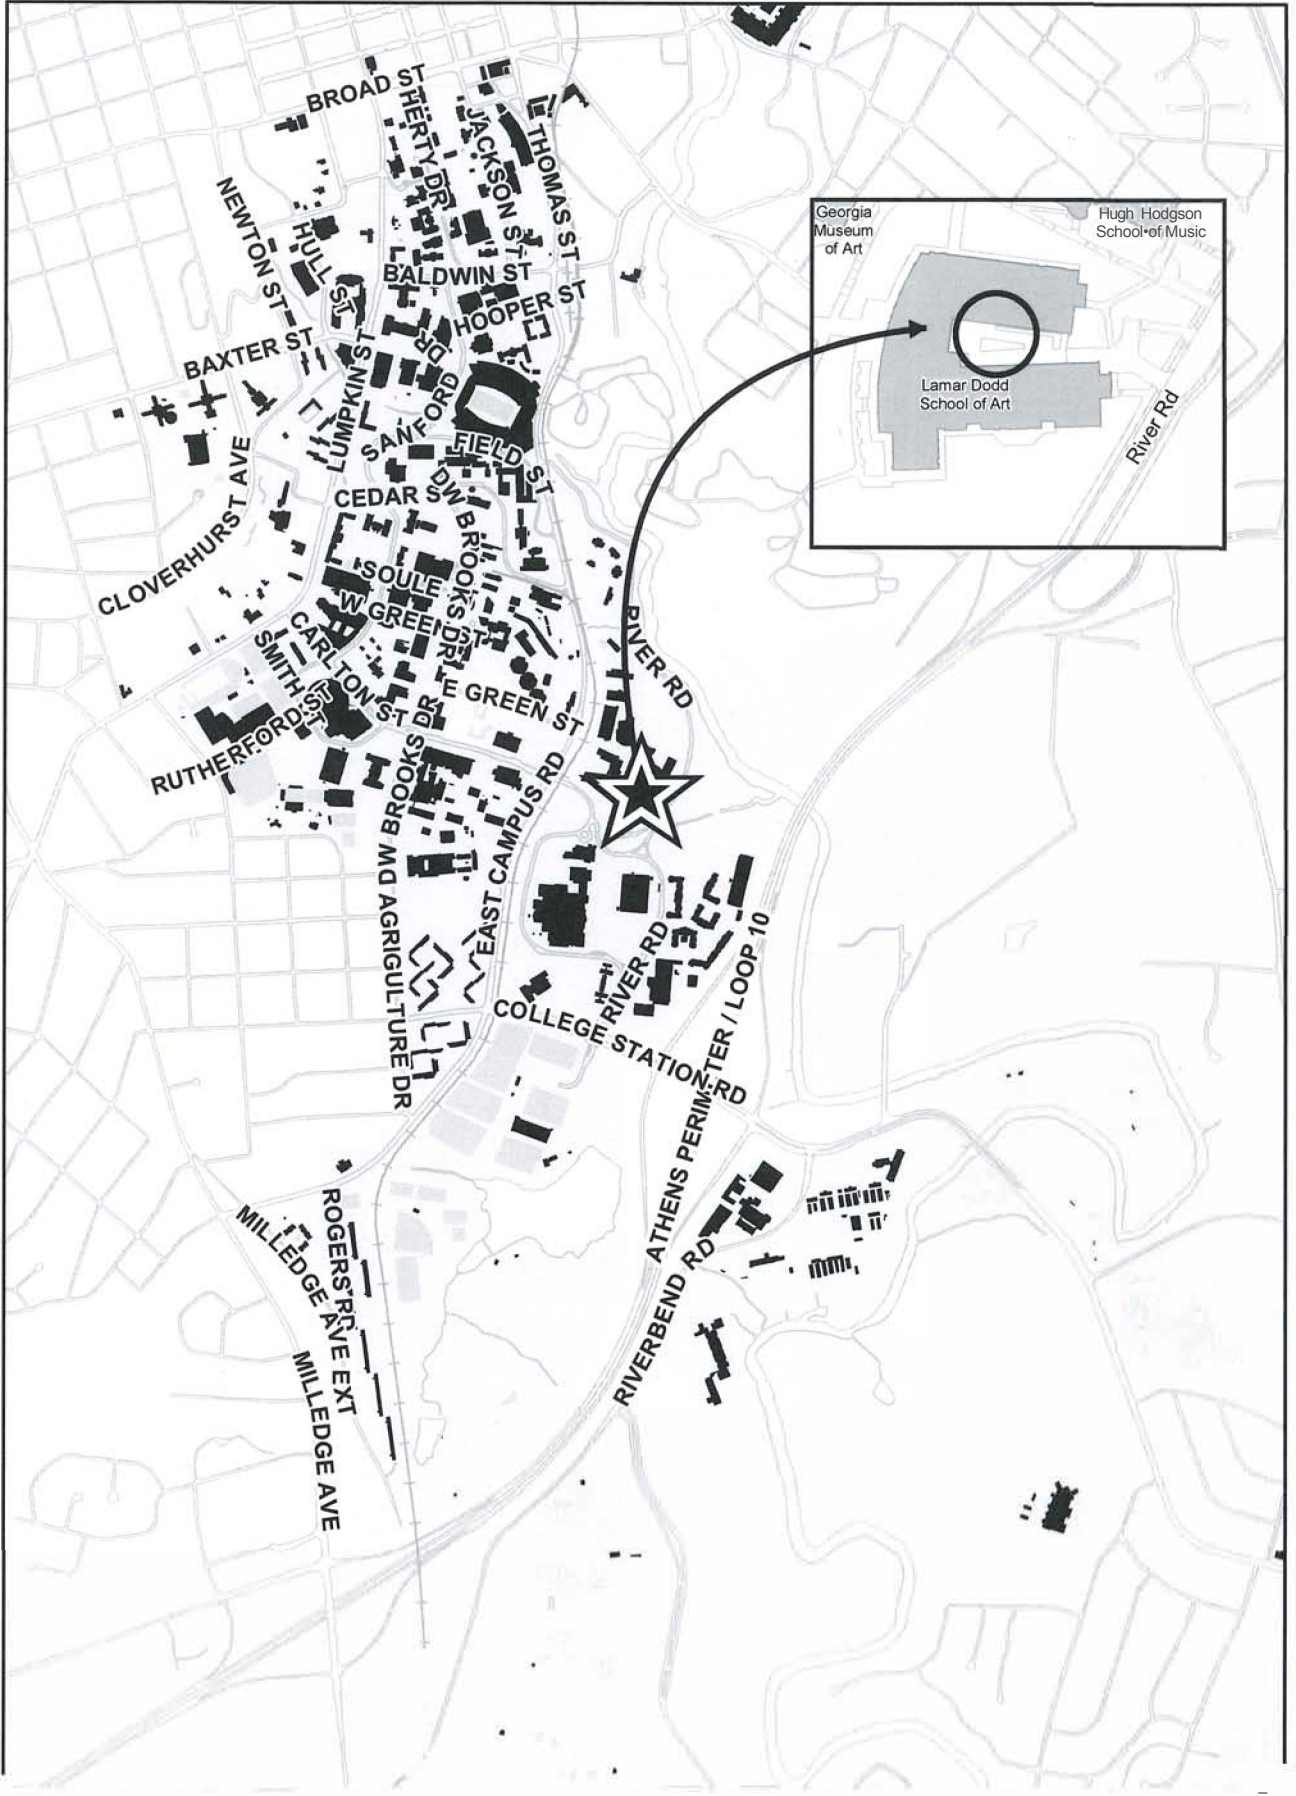 BROAD ST
HERTY DR
JACKSON ST
THOMAS ST
NEWTON ST
HULL ST
BALDWIN ST
HOOPER ST
BAXTER ST
LUMPKIN ST
SANFORD
DR
FIELD ST
CEDAR S
DW BROOKS DR
CLOVERHURST AVE
SOULE
W GREEN ST
CARLTON ST
SMITH ST
RUTHERFORD ST
E GREEN ST
RIVER RD
EAST CAMPUS RD
DW BROOKS DR
AGRIGULTURE DR
RIVER RD
COLLEGE STATION RD
ATHENS PERIMETER / LOOP 10
RIVERBEND RD
ROGERS RD
MILLEDGE AVE EXT
MILLEDGE AVE
Georgia
Museum
of Art
Hugh Hodgson
School•of Music
Lamar Dodd
School of Art
River Rd